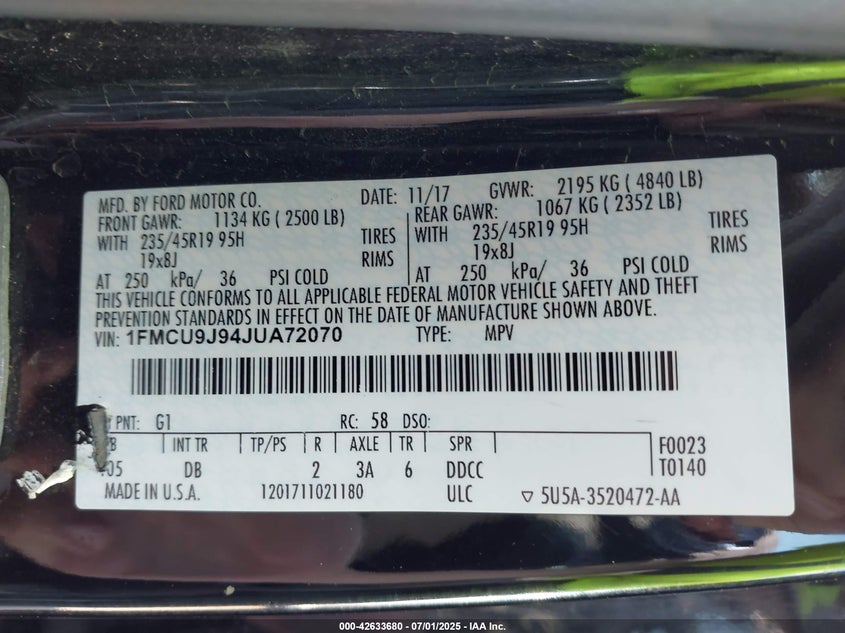 MFD. BY FORD MOTOR CO. DATE: 11/17 GVWR: 2195 KG ( 4840 LB)
FRONT GAWR: 1134 KG ( 2500 LB) REAR GAWR: 1067 KG ( 2352 LB)
WITH 235/45R19 95H TIRES WITH 235/45R19 95H TIRES
19x8J RIMS 19x8J RIMS
AT 250 kPa/ 36 PSI COLD AT 250 kPa/ 36 PSI COLD
THIS VEHICLE CONFORMS TO ALL APPLICABLE FEDERAL MOTOR VEHICLE SAFETY AND THEFT
PREVENTION STANDARDS IN EFFECT ON THE DATE OF MANUFACTURE SHOWN ABOVE.
VIN: 1FMCU9J94JUA72070 TYPE: MPV
PNT: G1 RC: 58 DSO:
INT TR TP/PS R AXLE TR SPR F0023
DB 2 3A 6 DDCC T0140
MADE IN U.S.A. 1201711021180 ULC ▽ 5U5A-3520472-AA
000-42633680 - 07/01/2025 - IAA Inc.